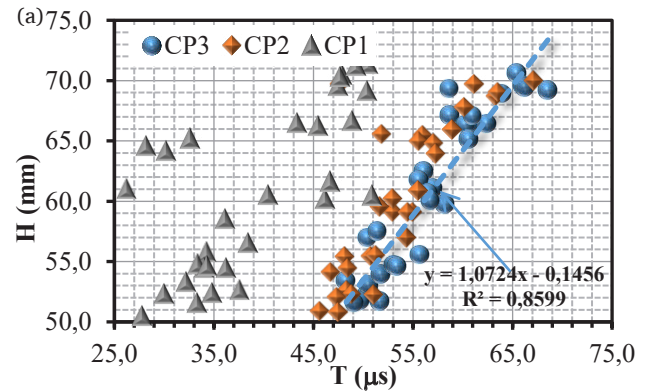 (a)
75,0
CP3 CP2 CP1
70,0
65,0
60,0
55,0
50,0
H (mm)
y = 1,0724x - 0,1456
R² = 0,8599
25,0 35,0 45,0 55,0 65,0 75,0
T (µs)